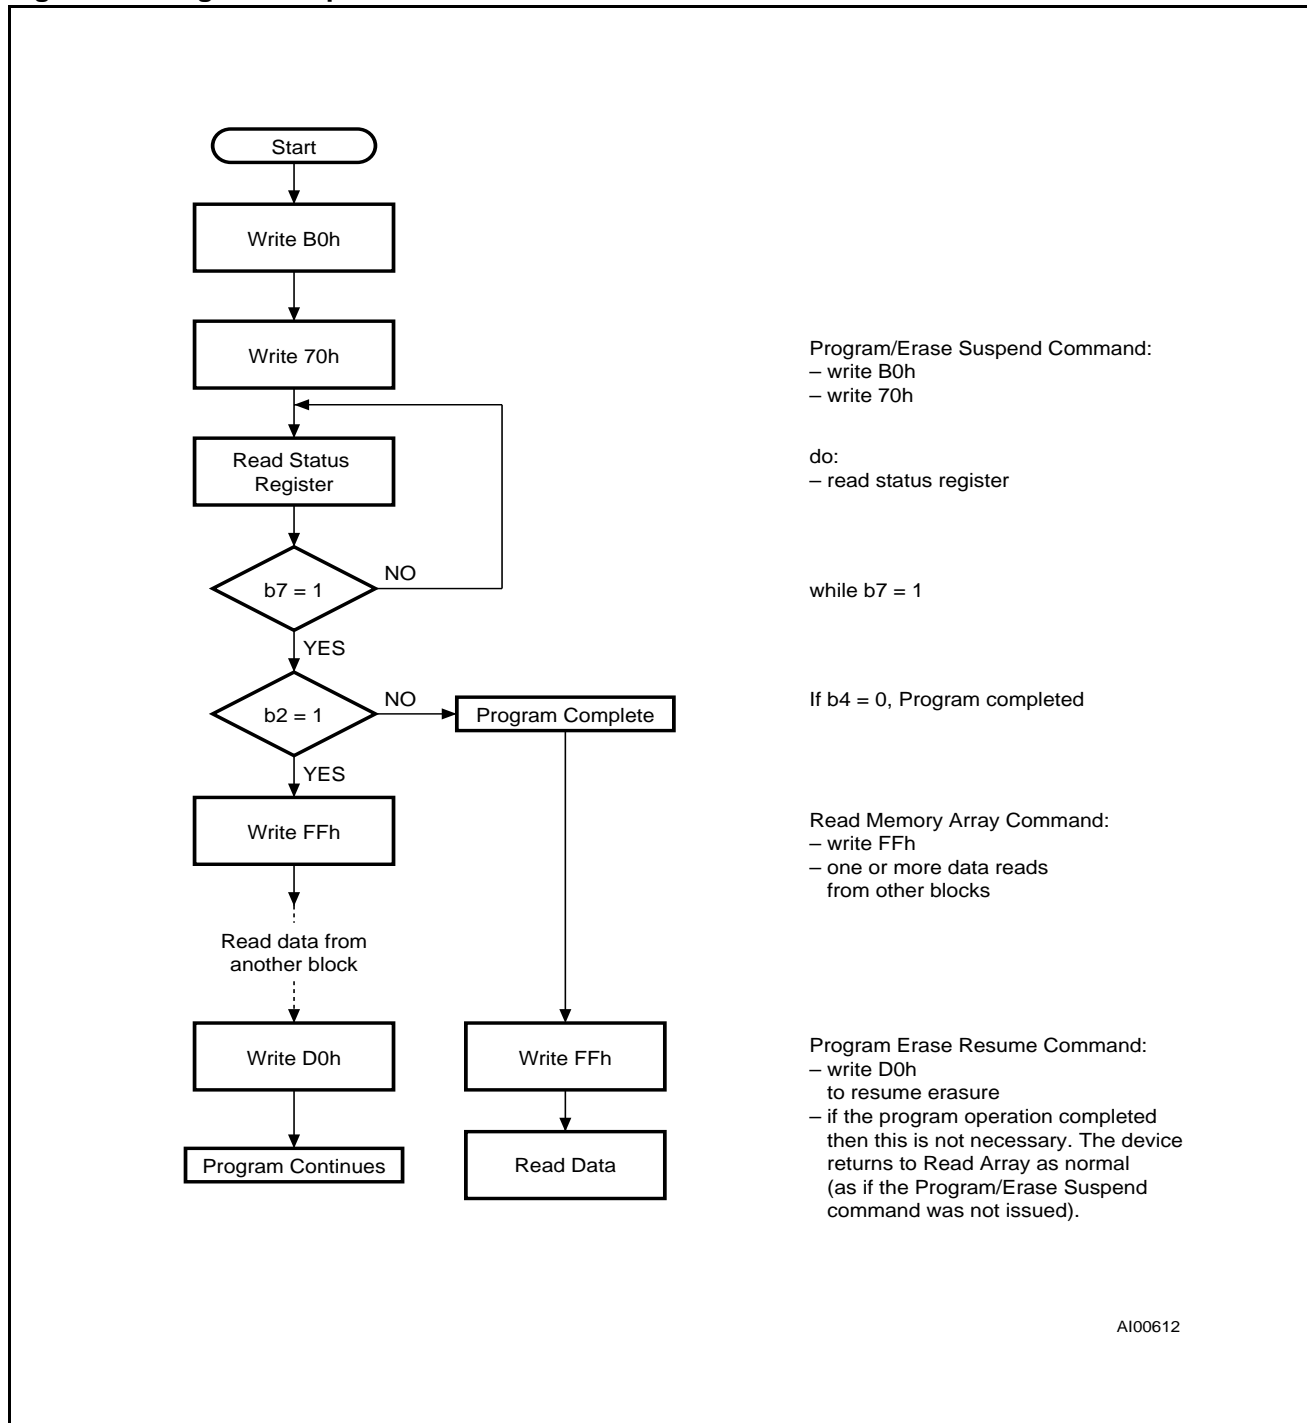 Start
Write B0h
Write 70h
Program/Erase Suspend Command:
– write B0h
– write 70h
Read Status
Register
do:
– read status register
b7 = 1
NO
while b7 = 1
YES
b2 = 1
NO
Program Complete
If b4 = 0, Program completed
YES
Write FFh
Read Memory Array Command:
– write FFh
– one or more data reads
from other blocks
Read data from
another block
Write D0h
Write FFh
Program Erase Resume Command:
– write D0h
to resume erasure
– if the program operation completed
then this is not necessary. The device
returns to Read Array as normal
(as if the Program/Erase Suspend
command was not issued).
Program Continues
Read Data
AI00612